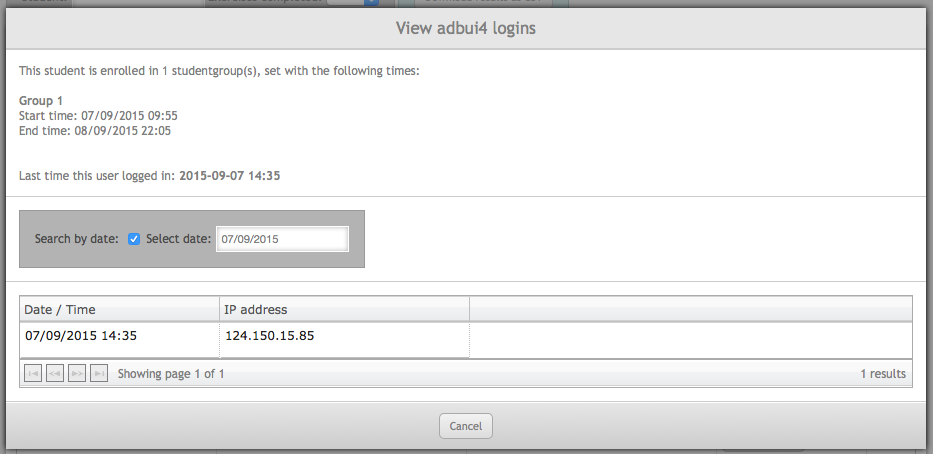 View adbui4 logins
This student is enrolled in 1 studentgroup(s), set with the following times:
Group 1
Start time: 07/09/2015 09:55
End time: 08/09/2015 22:05
Last time this user logged in: 2015-09-07 14:35
Search by date: Select date: 07/09/2015
Date / Time IP address
07/09/2015 14:35 124.150.15.85
Showing page 1 of 1 1 results
Cancel